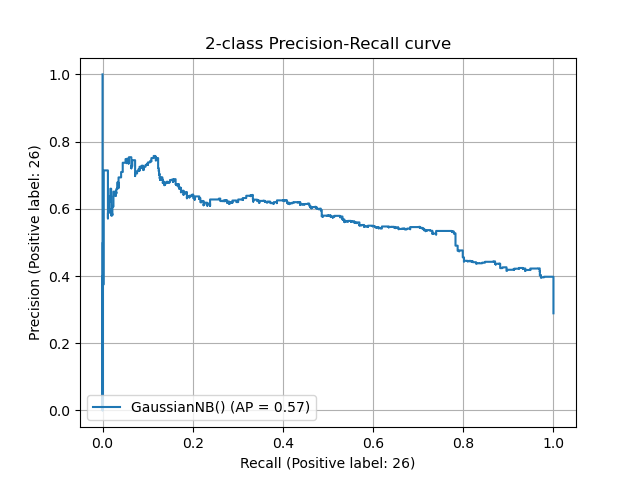 2-class Precision-Recall curve
1.0
0.8
0.6
0.4
0.2
0.0
Precision (Positive label: 26)
GaussianNB() (AP = 0.57)
0.0 0.2 0.4 0.6 0.8 1.0
Recall (Positive label: 26)